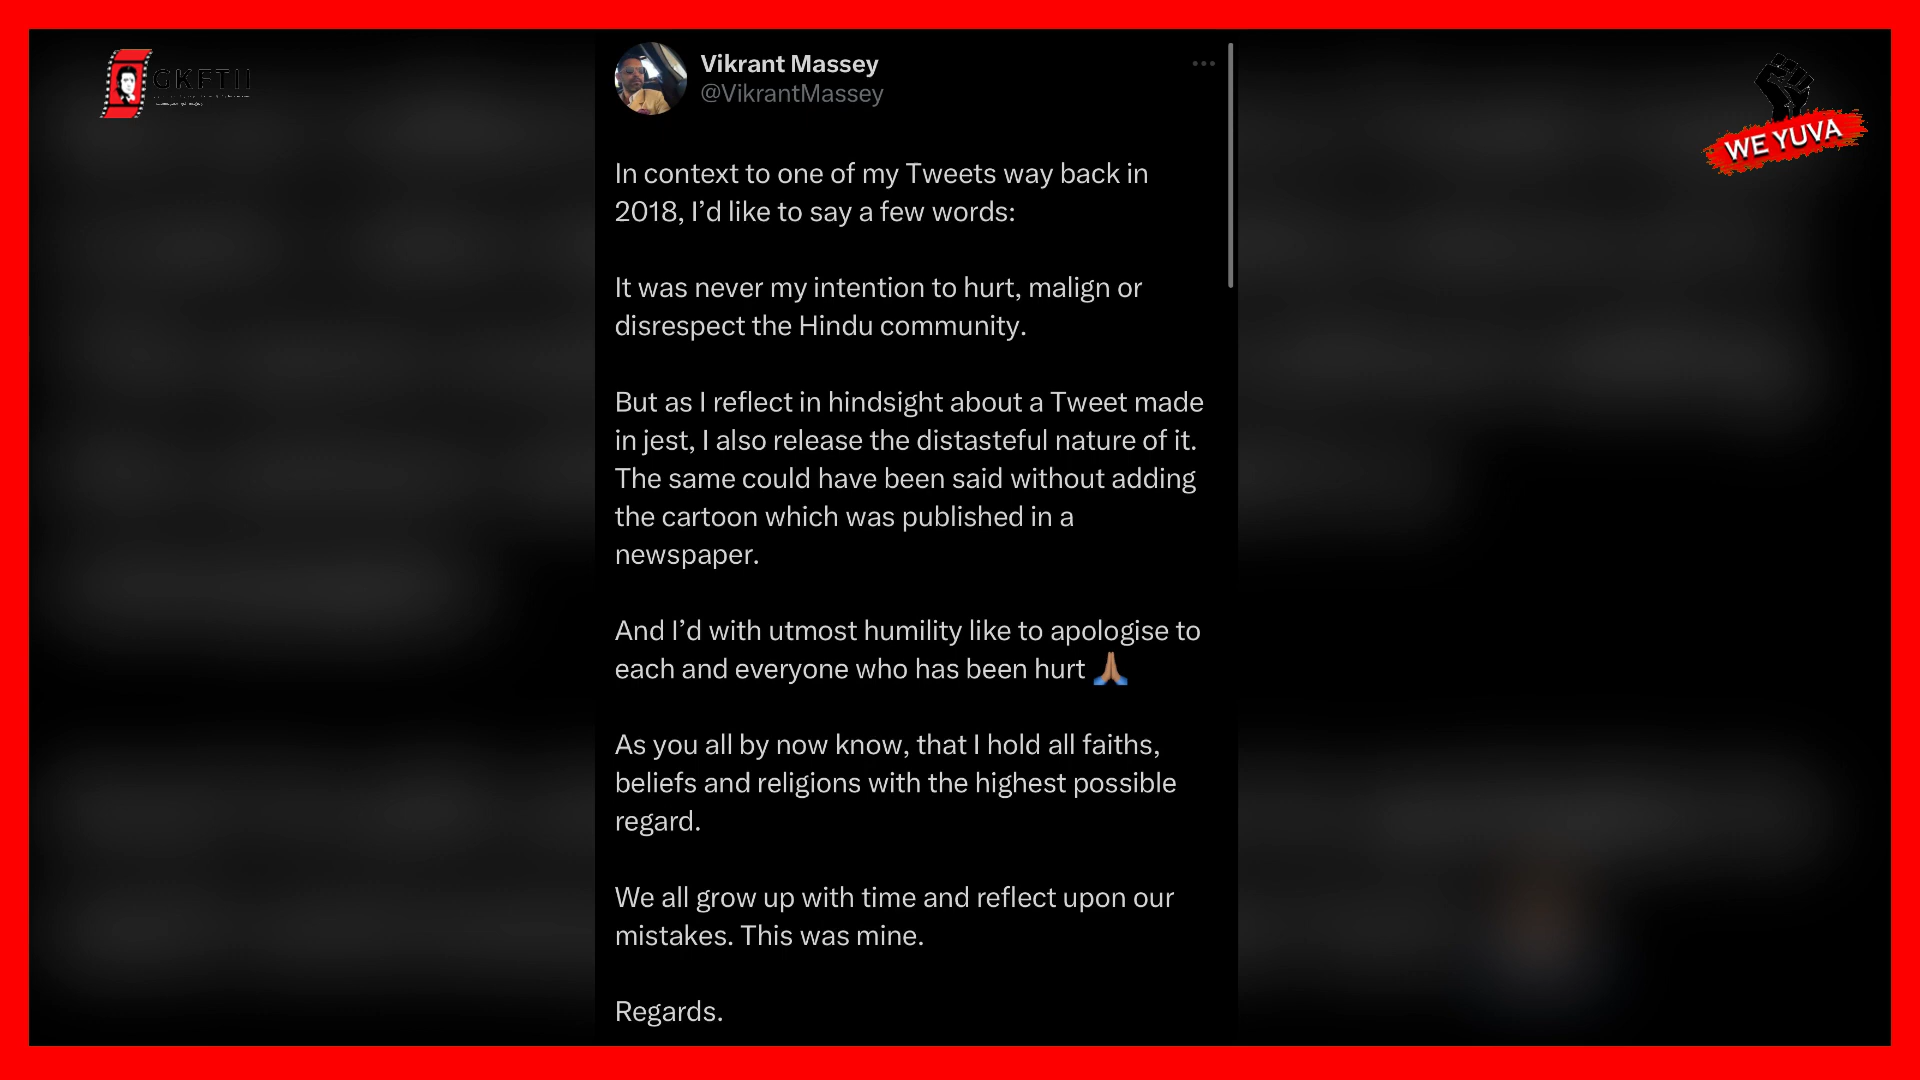 GKFTII
WE YUVA
Vikrant Massey
@VikrantMassey
In context to one of my Tweets way back in
2018, I’d like to say a few words:
It was never my intention to hurt, malign or
disrespect the Hindu community.
But as I reflect in hindsight about a Tweet made
in jest, I also release the distasteful nature of it.
The same could have been said without adding
the cartoon which was published in a
newspaper.
And I’d with utmost humility like to apologise to
each and everyone who has been hurt 🙏🏽
As you all by now know, that I hold all faiths,
beliefs and religions with the highest possible
regard.
We all grow up with time and reflect upon our
mistakes. This was mine.
Regards.